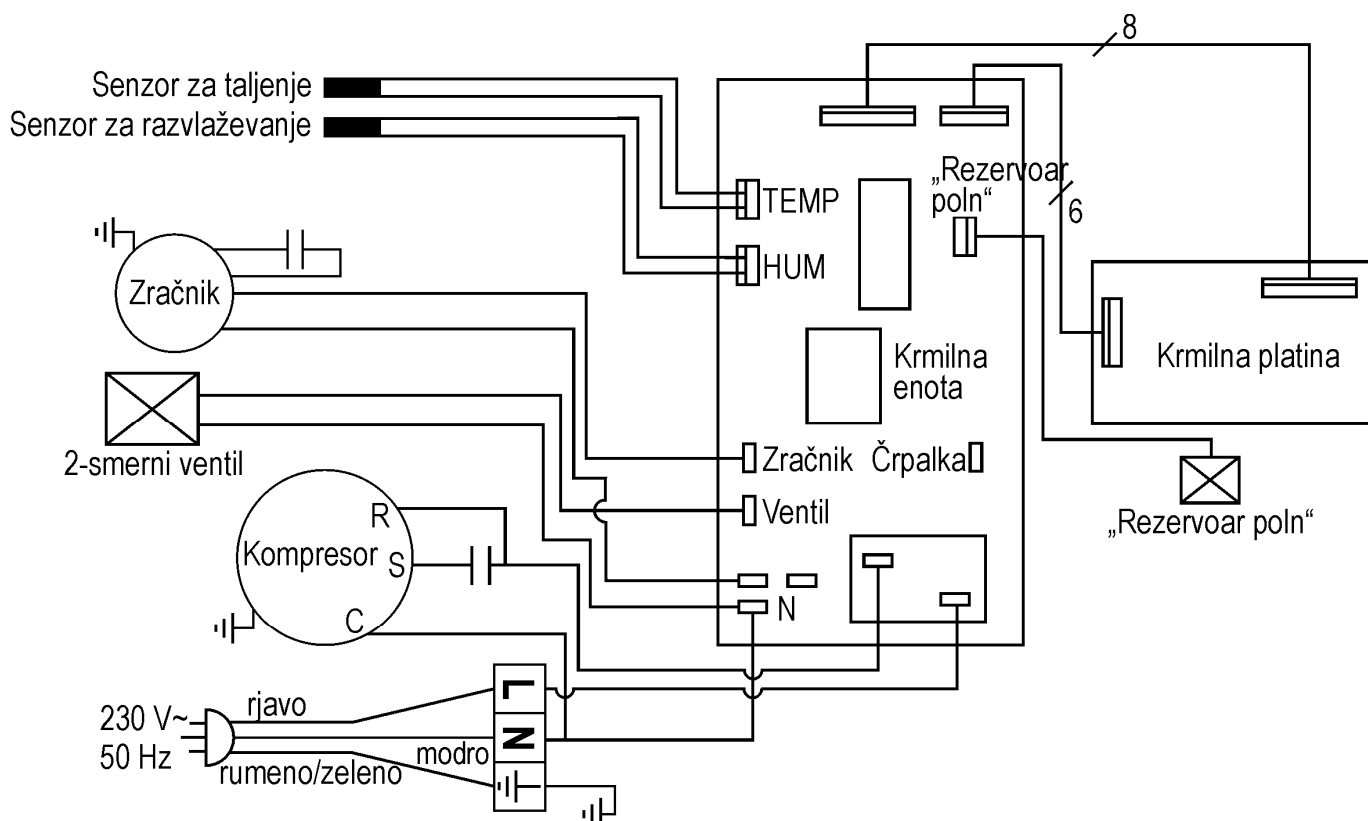 8
Senzor za taljenje
Senzor za razvlaževanje
„Rezervoar
poln“
6
TEMP
HUM
Zračnik
Krmilna
enota
Krmilna platina
2-smerni ventil
Zračnik
Črpalka
Ventil
„Rezervoar poln“
R
Kompresor
S
C
N
L
rjavo
230 V~
50 Hz
N
modro
rumeno/zeleno